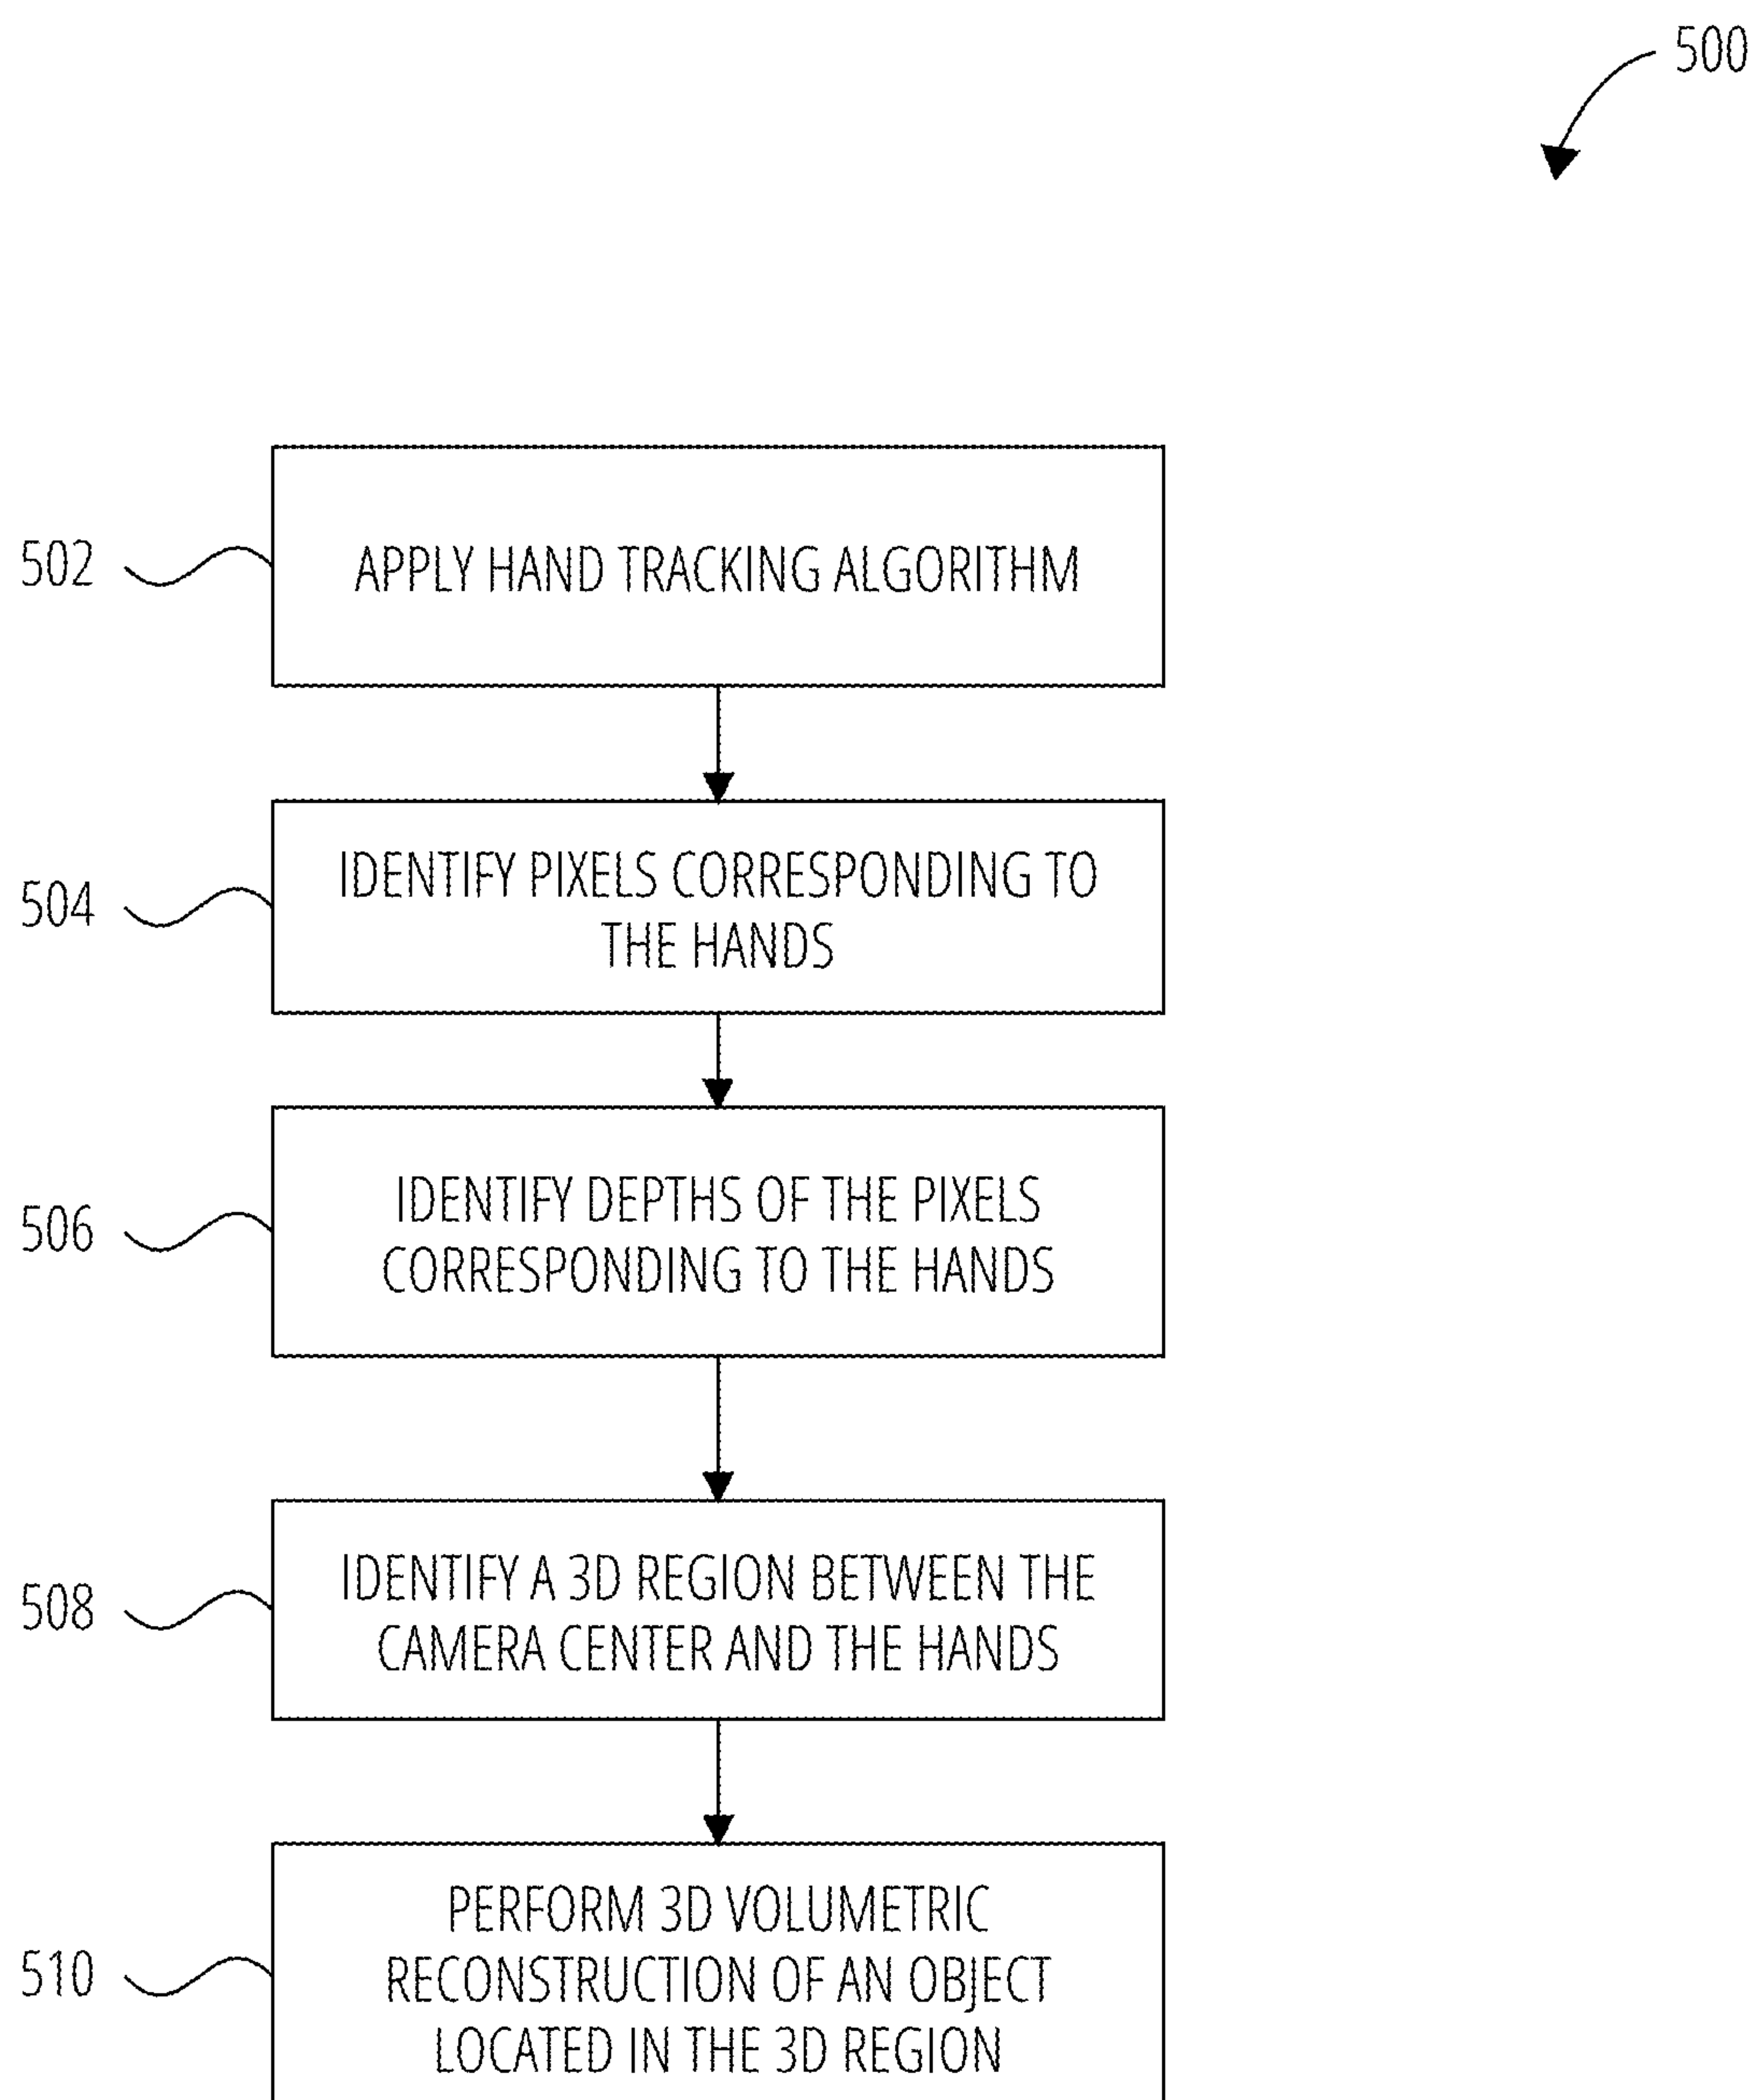 500
502
APPLY HAND TRACKING ALGORITHM
504
IDENTIFY PIXELS CORRESPONDING TO
THE HANDS
506
IDENTIFY DEPTHS OF THE PIXELS
CORRESPONDING TO THE HANDS
508
IDENTIFY A 3D REGION BETWEEN THE
CAMERA CENTER AND THE HANDS
510
PERFORM 3D VOLUMETRIC
RECONSTRUCTION OF AN OBJECT
LOCATED IN THE 3D REGION